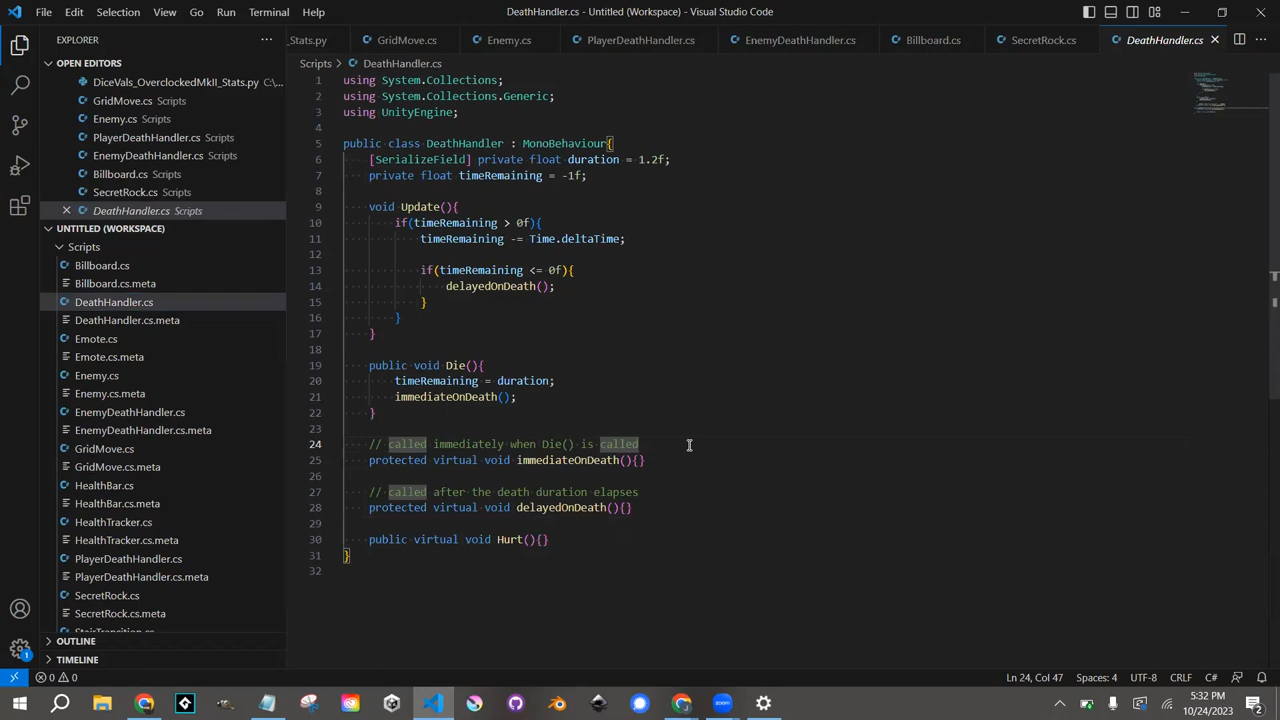 File Edit Selection View Go Run Terminal Help
DeathHandler.cs - Untitled (Workspace) - Visual Studio Code
EXPLORER
OPEN EDITORS
DiceVals_OverclockedMkII_Stats.py C:\...
GridMove.cs Scripts
Enemy.cs Scripts
PlayerDeathHandler.cs Scripts
EnemyDeathHandler.cs Scripts
Billboard.cs Scripts
SecretRock.cs Scripts
DeathHandler.cs Scripts
UNTITLED (WORKSPACE)
Scripts
Billboard.cs
Billboard.cs.meta
DeathHandler.cs
DeathHandler.cs.meta
Emote.cs
Emote.cs.meta
Enemy.cs
Enemy.cs.meta
EnemyDeathHandler.cs
EnemyDeathHandler.cs.meta
GridMove.cs
GridMove.cs.meta
HealthBar.cs
HealthBar.cs.meta
HealthTracker.cs
HealthTracker.cs.meta
PlayerDeathHandler.cs
PlayerDeathHandler.cs.meta
SecretRock.cs
SecretRock.cs.meta
StairTransition.cs
OUTLINE
TIMELINE
_Stats.py GridMove.cs Enemy.cs PlayerDeathHandler.cs EnemyDeathHandler.cs Billboard.cs SecretRock.cs DeathHandler.cs
Scripts > DeathHandler.cs
1 using System.Collections;
2 using System.Collections.Generic;
3 using UnityEngine;
4
5 public class DeathHandler : MonoBehaviour{
6 [SerializeField] private float duration = 1.2f;
7 private float timeRemaining = -1f;
8
9 void Update(){
10 if(timeRemaining > 0f){
11 timeRemaining -= Time.deltaTime;
12
13 if(timeRemaining <= 0f){
14 delayedOnDeath();
15 }
16 }
17 }
18
19 public void Die(){
20 timeRemaining = duration;
21 immediateOnDeath();
22 }
23
24 // called immediately when Die() is called
25 protected virtual void immediateOnDeath(){}
26
27 // called after the death duration elapses
28 protected virtual void delayedOnDeath(){}
29
30 public virtual void Hurt(){}
31 }
32
0 0 Ln 24, Col 47 Spaces: 4 UTF-8 CRLF C#
1
5:32 PM
10/24/2023
2